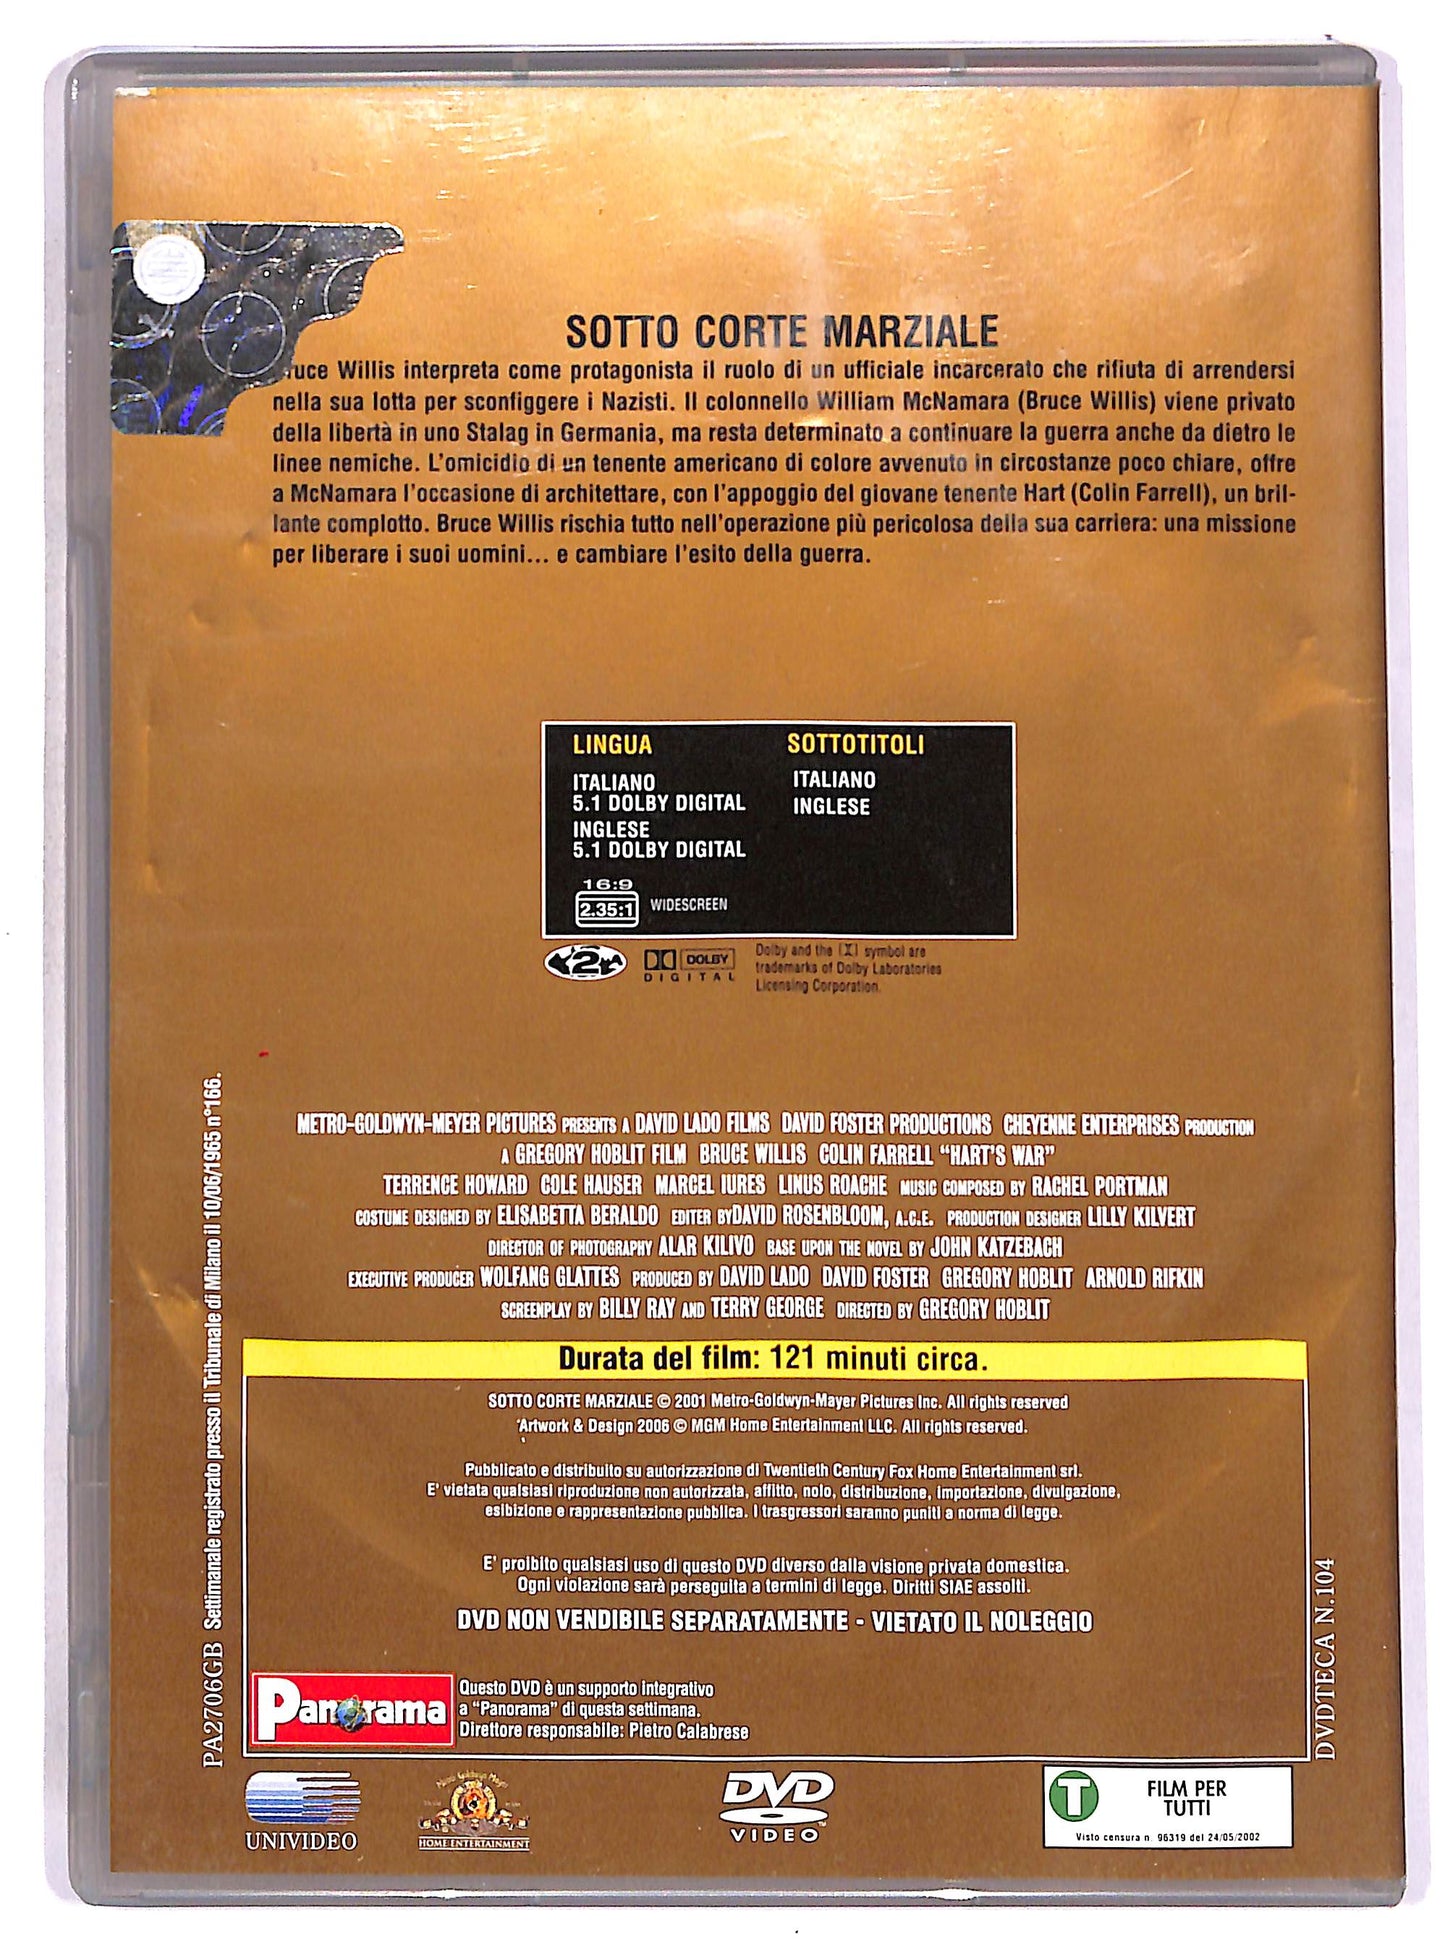 SOTTO CORTE MARZIALE
ruce Willis interpreta come protagonista il ruolo di un ufficiale incarcerato che rifiuta di arrendersi
nella sua lotta per sconfiggere i Nazisti. Il colonnello William McNamara (Bruce Willis) viene privato
della libertà in uno Stalag in Germania, ma resta determinato a continuare la guerra anche da dietro le
linee nemiche. L'omicidio di un tenente americano di colore avvenuto in circostanze poco chiare, offre
a McNamara l'occasione di architettare, con l'appoggio del giovane tenente Hart (Colin Farrell), un bril-
lante complotto. Bruce Willis rischia tutto nell'operazione più pericolosa della sua carriera: una missione
per liberare i suoi uomini... e cambiare l'esito della guerra.
LINGUA
ITALIANO
5.1 DOLBY DIGITAL
INGLESE
5.1 DOLBY DIGITAL
SOTTOTITOLI
ITALIANO
INGLESE
16:9
2.35:1 WIDESCREEN
2
DOLBY
DIGITAL
Dolby and the symbol are
trademarks of Dolby Laboratories
Licensing Corporation.
METRO-GOLDWYN-MEYER PICTURES PRESENTS A DAVID LADO FILMS DAVID FOSTER PRODUCTIONS CHEYENNE ENTERPRISES PRODUCTION
A GREGORY HOBLIT FILM BRUCE WILLIS COLIN FARRELL "HART'S WAR"
TERRENCE HOWARD COLE HAUSER MARCEL IURES LINUS ROACHE MUSIC COMPOSED BY RACHEL PORTMAN
COSTUME DESIGNED BY ELISABETTA BERALDO EDITER BYDAVID ROSENBLOOM, A.C.E. PRODUCTION DESIGNER LILLY KILVERT
DIRECTOR OF PHOTOGRAPHY ALAR KILIVO BASE UPON THE NOVEL BY JOHN KATZEBACH
EXECUTIVE PRODUCER WOLFANG GLATTES PRODUCED BY DAVID LADO DAVID FOSTER GREGORY HOBLIT ARNOLD RIFKIN
SCREENPLAY BY BILLY RAY AND TERRY GEORGE DIRECTED BY GREGORY HOBLIT
Durata del film: 121 minuti circa.
SOTTO CORTE MARZIALE © 2001 Metro-Goldwyn-Mayer Pictures Inc. All rights reserved
Artwork & Design 2006 © MGM Home Entertainment LLC. All rights reserved.
Pubblicato e distribuito su autorizzazione di Twentieth Century Fox Home Entertainment srl.
E' vietata qualsiasi riproduzione non autorizzata, affitto, nolo, distribuzione, importazione, divulgazione,
esibizione e rappresentazione pubblica. I trasgressori saranno puniti a norma di legge.
E' proibito qualsiasi uso di questo DVD diverso dalla visione privata domestica.
Ogni violazione sarà perseguita a termini di legge. Diritti SIAE assolti.
DVD NON VENDIBILE SEPARATAMENTE - VIETATO IL NOLEGGIO
Panorama
Questo DVD è un supporto integrativo
a "Panorama" di questa settimana.
Direttore responsabile: Pietro Calabrese
PA2706GB Settimanale registrato presso il Tribunale di Milano il 10/06/1965 n°166.
DVDTECA N.104
UNIVIDEO
HOME ENTERTAINMENT
DVD
VIDEO
T
FILM PER
TUTTI
Visto censura n. 96319 del 24/05/2002